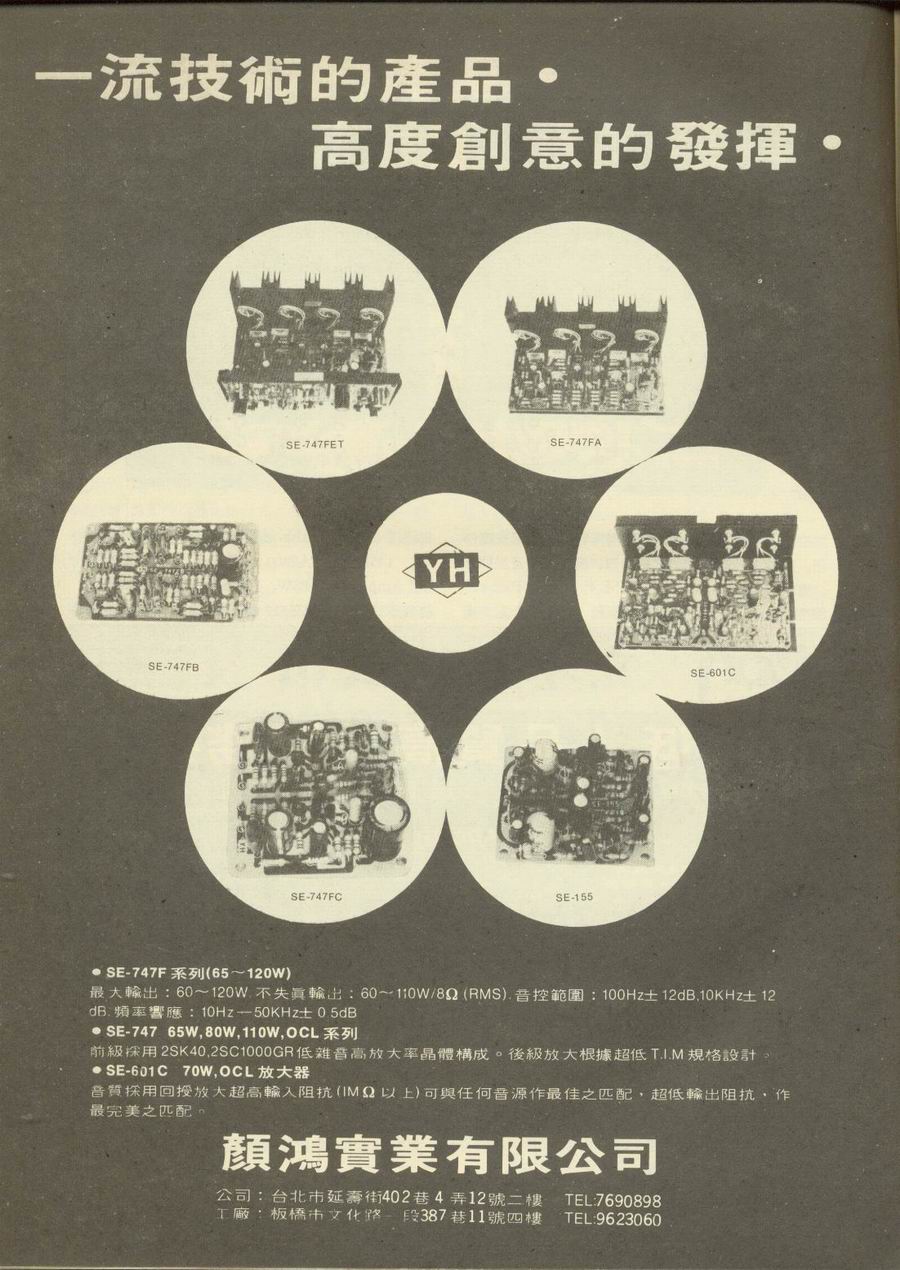 一流技術的產品・
高度創意的發揮・
SE-747FET
SE-747FA
SE-747FB
YH
SE-601C
SE-747FC
SE-155
● SE-747F 系列(65～120W)
最大輸出：60～120W. 不失眞輸出：60～110W/8Ω (RMS). 音控範圍：100Hz± 12dB,10KHz± 12
dB. 頻率響應：10Hz—50KHz± 0.5dB
● SE-747 65W,80W,110W,OCL 系列
前級採用 2SK40,2SC1000GR 低雜音高放大率晶體構成。後級放大根據超低 T.I.M 規格設計。
● SE-601C 70W,OCL 放大器
音質採用回授放大超高輸入阻抗(IMΩ 以上)可與任何音源作最佳之匹配，超低輸出阻抗，作
最完美之匹配。
顏鴻實業有限公司
公司：台北市延壽街402巷 4 弄12號二樓 TEL:7690898
工廠：板橋市文化路一段387巷11號四樓 TEL:9623060